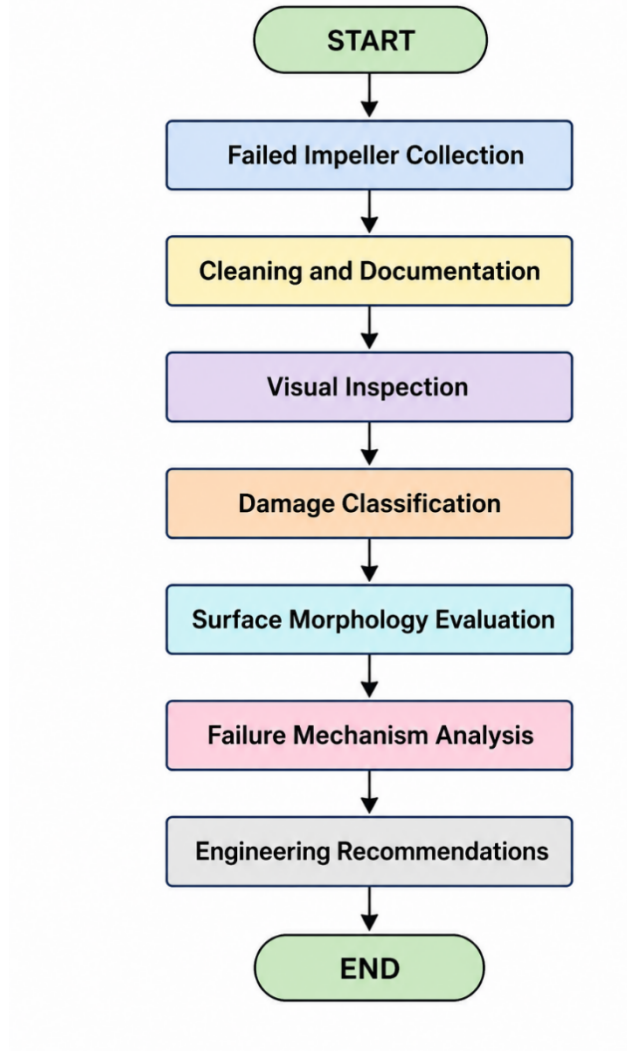 START
Failed Impeller Collection
Cleaning and Documentation
Visual Inspection
Damage Classification
Surface Morphology Evaluation
Failure Mechanism Analysis
Engineering Recommendations
END